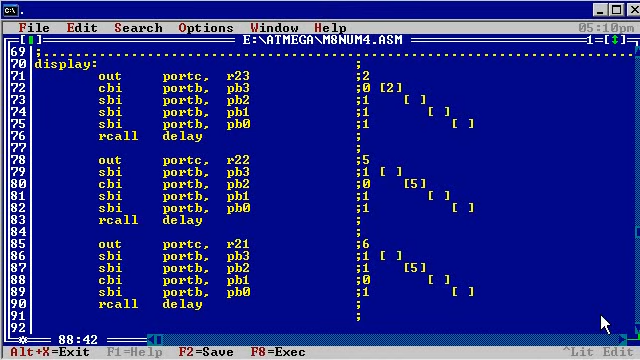 C:\ .
File Edit Search Options Window Help 05:10pm
E:\ATMEGA\M8NUM4.ASM 1=[↕]
69 ;
70 display: ;
71 out portc, r23 ;2
72 cbi portb, pb3 ;0 [2]
73 sbi portb, pb2 ;1 [ ]
74 sbi portb, pb1 ;1 [ ]
75 sbi portb, pb0 ;1 [ ]
76 rcall delay ;
77 ;
78 out portc, r22 ;5
79 sbi portb, pb3 ;1 [ ]
80 cbi portb, pb2 ;0 [5]
81 sbi portb, pb1 ;1 [ ]
82 sbi portb, pb0 ;1 [ ]
83 rcall delay ;
84 ;
85 out portc, r21 ;6
86 sbi portb, pb3 ;1 [ ]
87 sbi portb, pb2 ;1 [5]
88 cbi portb, pb1 ;0 [ ]
89 sbi portb, pb0 ;1 [ ]
90 rcall delay ;
91 ;
92
88:42
Alt+X=Exit F1=Help F2=Save F8=Exec ^Lit Edit